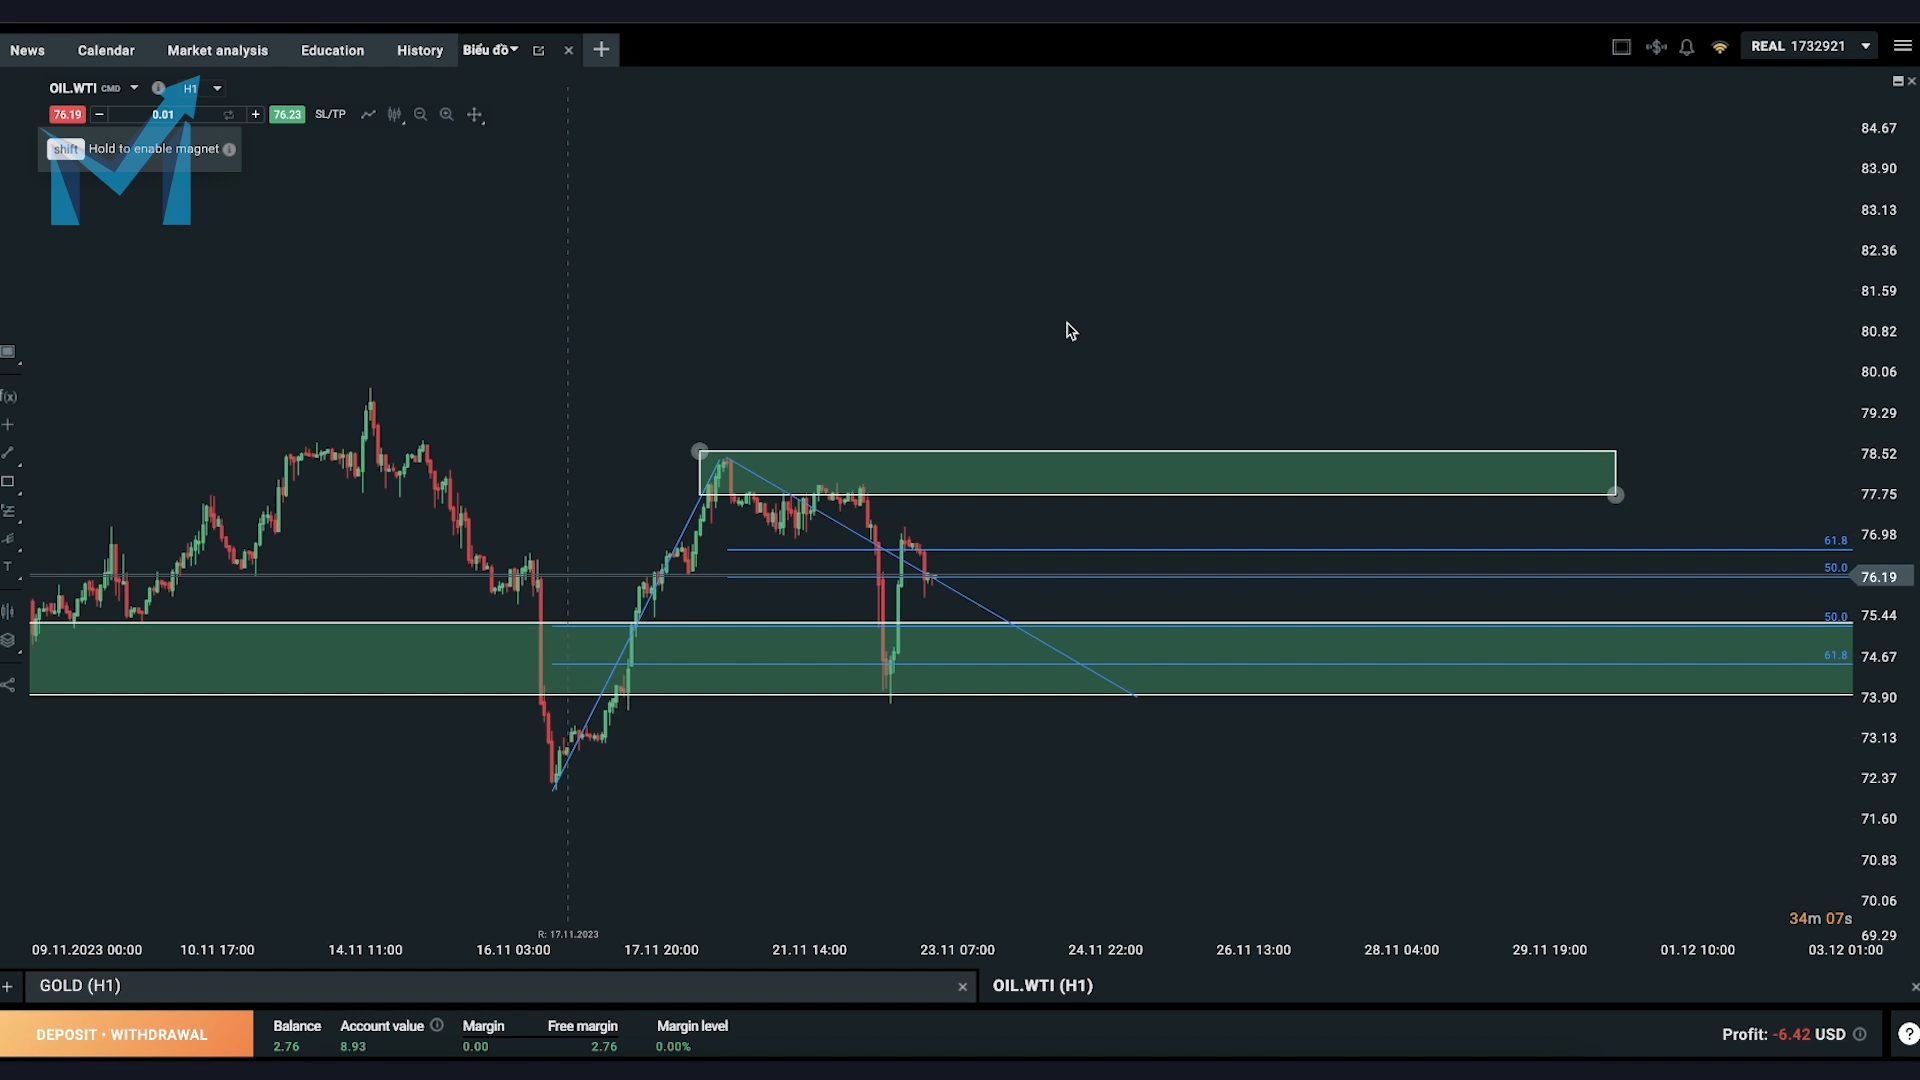 News Calendar Market analysis Education History Biểu đồ
REAL 1732921
OIL.WTI CMD H1
76.19 0.01 76.23 SL/TP
shift Hold to enable magnet
84.67
83.90
83.13
82.36
81.59
80.82
80.06
79.29
78.52
77.75
76.98
61.8
50.0
76.19
50.0
75.44
61.8
74.67
73.90
73.13
72.37
71.60
70.83
70.06
34m 07s
69.29
R: 17.11.2023
09.11.2023 00:00 10.11 17:00 14.11 11:00 16.11 03:00 17.11 20:00 21.11 14:00 23.11 07:00 24.11 22:00 26.11 13:00 28.11 04:00 29.11 19:00 01.12 10:00 03.12 01:00
GOLD (H1) OIL.WTI (H1)
DEPOSIT • WITHDRAWAL
Balance Account value Margin Free margin Margin level
2.76 8.93 0.00 2.76 0.00%
Profit: -6.42 USD